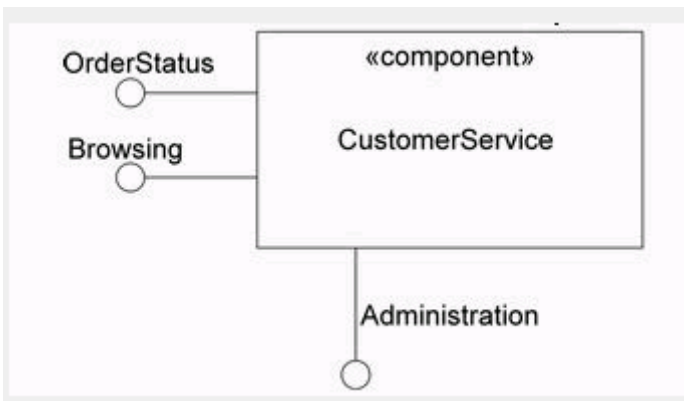 OrderStatus
«component»
Browsing
CustomerService
Administration